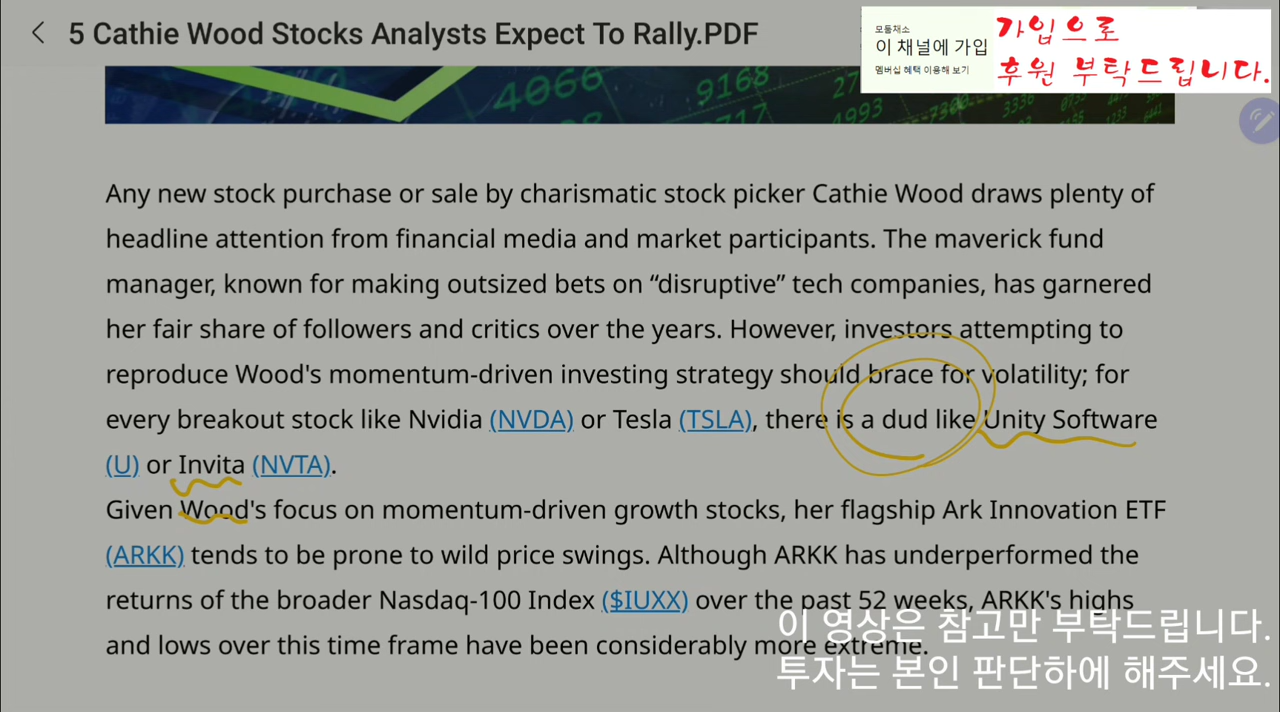 5 Cathie Wood Stocks Analysts Expect To Rally.PDF
모듬채소
이 채널에 가입
멤버십 혜택 이용해 보기
가입으로
후원 부탁드립니다.
4066
9168
4993
7300
3336
Any new stock purchase or sale by charismatic stock picker Cathie Wood draws plenty of
headline attention from financial media and market participants. The maverick fund
manager, known for making outsized bets on “disruptive” tech companies, has garnered
her fair share of followers and critics over the years. However, investors attempting to
reproduce Wood's momentum-driven investing strategy should brace for volatility; for
every breakout stock like Nvidia (NVDA) or Tesla (TSLA), there is a dud like Unity Software
(U) or Invita (NVTA).
Given Wood's focus on momentum-driven growth stocks, her flagship Ark Innovation ETF
(ARKK) tends to be prone to wild price swings. Although ARKK has underperformed the
returns of the broader Nasdaq-100 Index ($IUXX) over the past 52 weeks, ARKK's highs
and lows over this time frame have been considerably more extreme.
이 영상은 참고만 부탁드립니다.
투자는 본인 판단하에 해주세요.